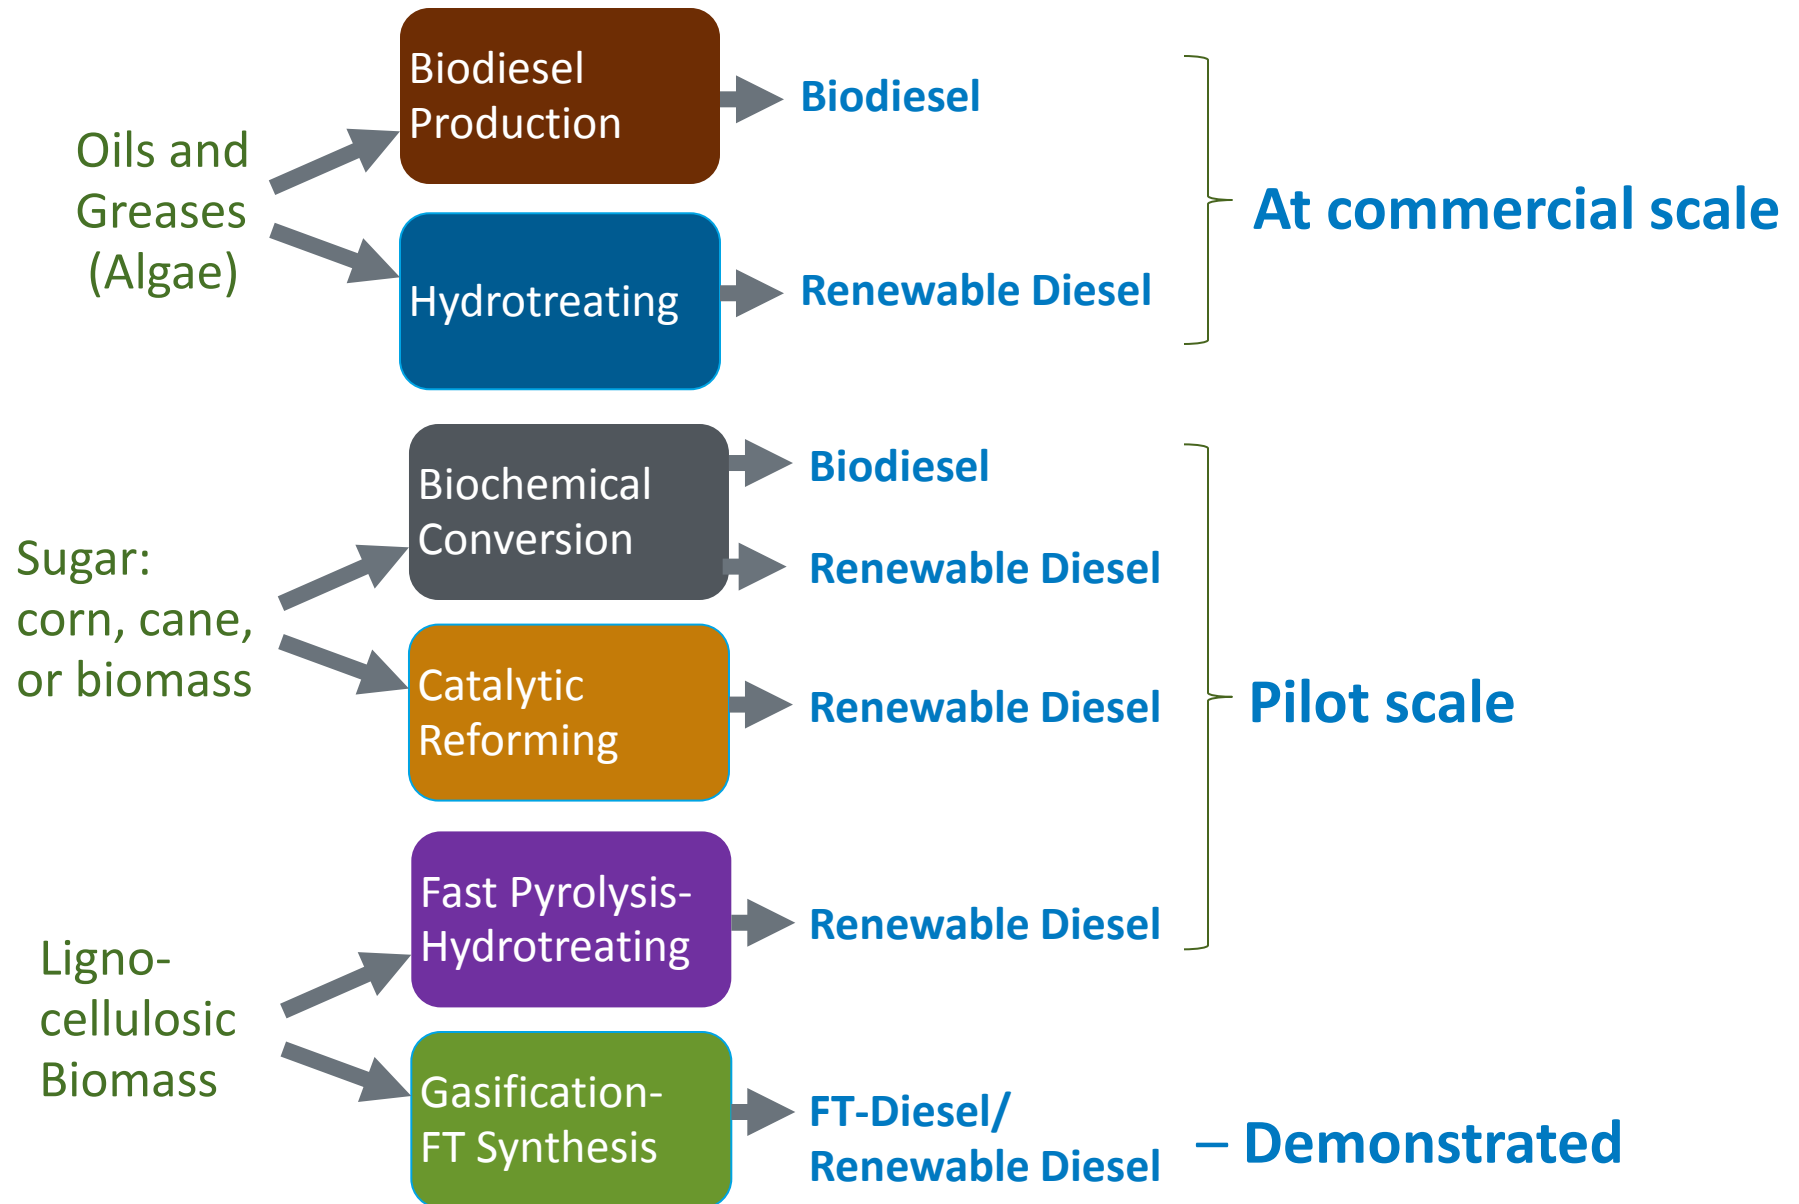 Oils and
Greases
(Algae)
Biodiesel
Production
Biodiesel
Hydrotreating
Renewable Diesel
At commercial scale
Sugar:
corn, cane,
or biomass
Biochemical
Conversion
Biodiesel
Renewable Diesel
Catalytic
Reforming
Renewable Diesel
Pilot scale
Ligno-
cellulosic
Biomass
Fast Pyrolysis-
Hydrotreating
Renewable Diesel
Gasification-
FT Synthesis
FT-Diesel/
Renewable Diesel
– Demonstrated